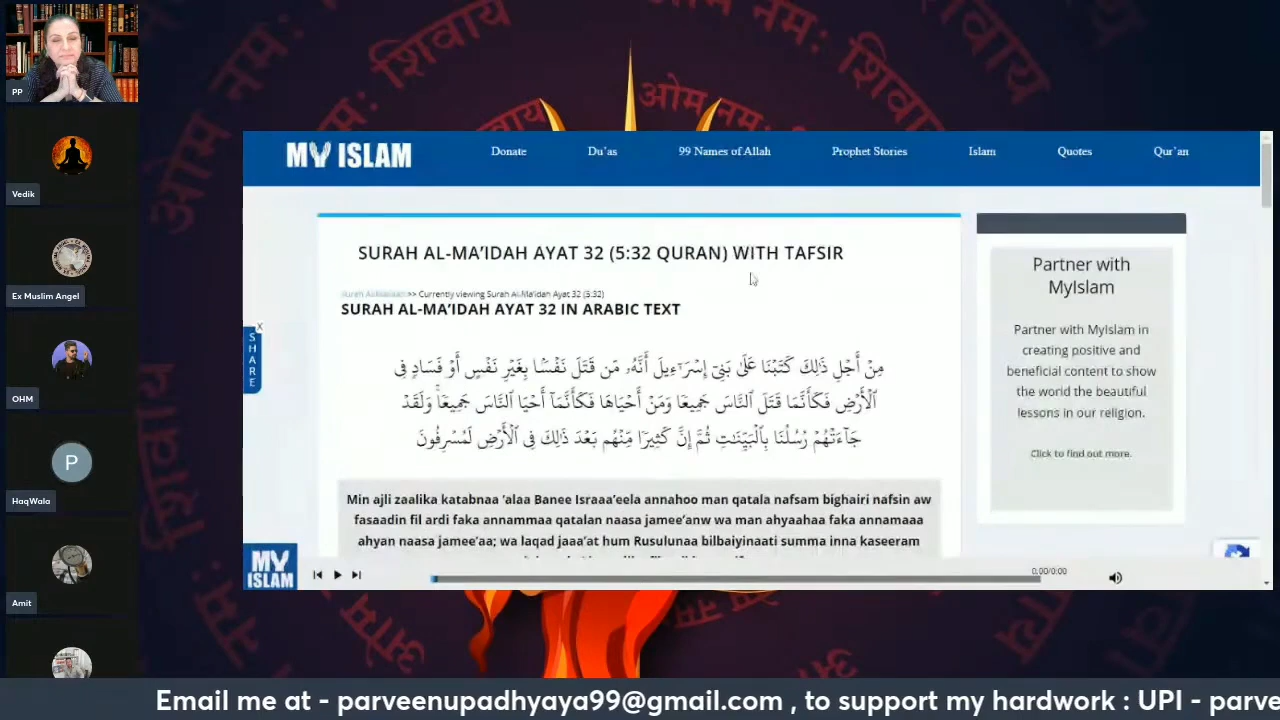 PP
Vedik
Ex Muslim Angel
OHM
P
HaqWala
Amit
ओम नमः शिवाय
MY ISLAM
Donate
Du'as
99 Names of Allah
Prophet Stories
Islam
Quotes
Qur'an
SURAH AL-MA'IDAH AYAT 32 (5:32 QURAN) WITH TAFSIR
>> Currently viewing Surah Al-Ma'idah Ayat 32 (5:32)
SURAH AL-MA'IDAH AYAT 32 IN ARABIC TEXT
مِنْ أَجْلِ ذَٰلِكَ كَتَبْنَا عَلَىٰ بَنِىٓ إِسْرَٰٓءِيلَ أَنَّهُۥ مَن قَتَلَ نَفْسًۢا بِغَيْرِ نَفْسٍ أَوْ فَسَادٍ فِى
ٱلْأَرْضِ فَكَأَنَّمَا قَتَلَ ٱلنَّاسَ جَمِيعًا وَمَنْ أَحْيَاهَا فَكَأَنَّمَآ أَحْيَا ٱلنَّاسَ جَمِيعًا ۚ وَلَقَدْ
جَآءَتْهُمْ رُسُلُنَا بِٱلْبَيِّنَٰتِ ثُمَّ إِنَّ كَثِيرًا مِّنْهُم بَعْدَ ذَٰلِكَ فِى ٱلْأَرْضِ لَمُسْرِفُونَ
Min ajli zaalika katabnaa 'alaa Banee Israaa'eela annahoo man qatala nafsam bighairi nafsin aw
fasaadin fil ardi faka annammaa qatalan naasa jamee'anw wa man ahyaahaa faka annamaaa
ahyan naasa jamee'aa; wa laqad jaaa'at hum Rusulunaa bilbaiyinaati summa inna kaseeram
X
SHARE
Partner with
MyIslam
Partner with MyIslam in
creating positive and
beneficial content to show
the world the beautiful
lessons in our religion.
Click to find out more.
MY
ISLAM
0:00/0:00
Email me at - parveenupadhyaya99@gmail.com , to support my hardwork : UPI - parve